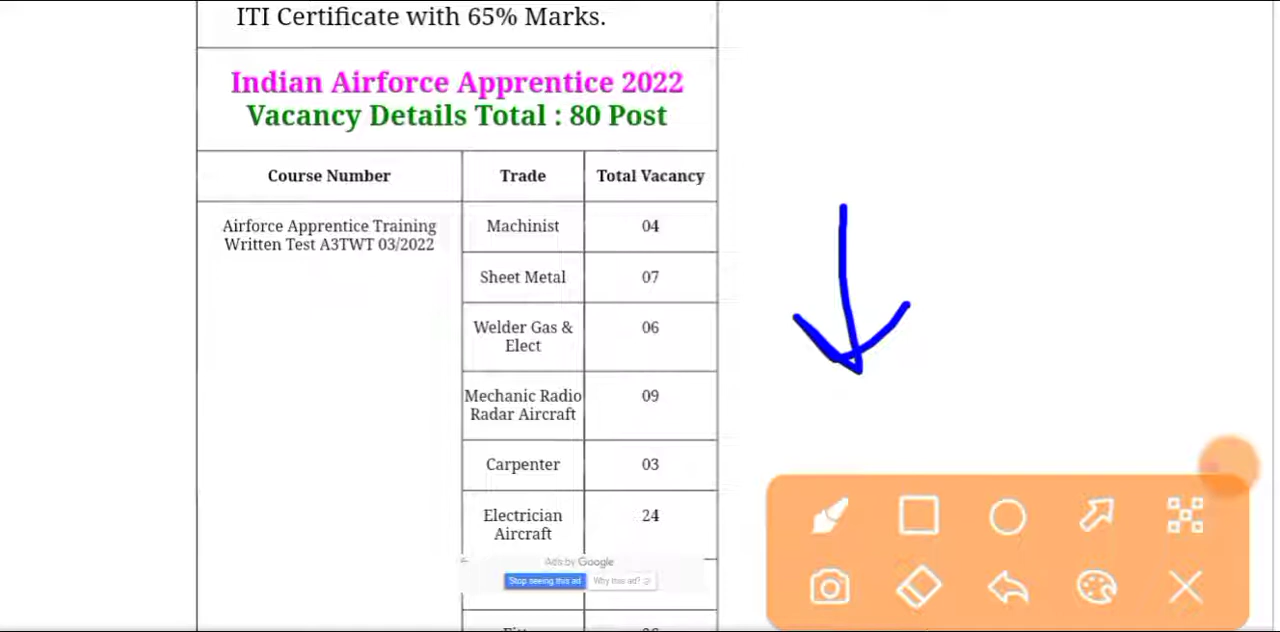 ITI Certificate with 65% Marks.
Indian Airforce Apprentice 2022
Vacancy Details Total : 80 Post
Course Number Trade Total Vacancy
Airforce Apprentice Training
Written Test A3TWT 03/2022
Machinist 04
Sheet Metal 07
Welder Gas &
Elect
06
Mechanic Radio
Radar Aircraft
09
Carpenter 03
Electrician
Aircraft
24
Ads by Google
Stop seeing this ad Why this ad?